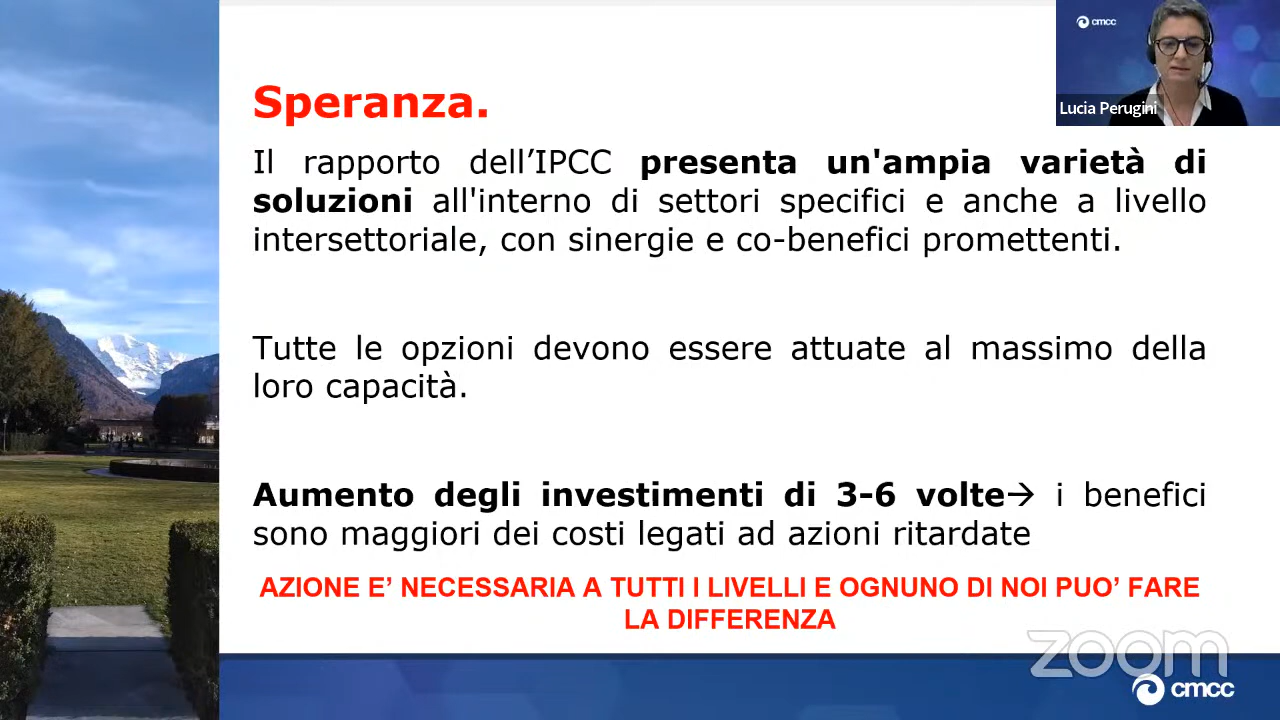 cmcc
Lucia Perugini
Speranza.
Il rapporto dell’IPCC presenta un'ampia varietà di
soluzioni all'interno di settori specifici e anche a livello
intersettoriale, con sinergie e co-benefici promettenti.
Tutte le opzioni devono essere attuate al massimo della
loro capacità.
Aumento degli investimenti di 3-6 volte→ i benefici
sono maggiori dei costi legati ad azioni ritardate
AZIONE E’ NECESSARIA A TUTTI I LIVELLI E OGNUNO DI NOI PUO’ FARE
LA DIFFERENZA
zoom
cmcc